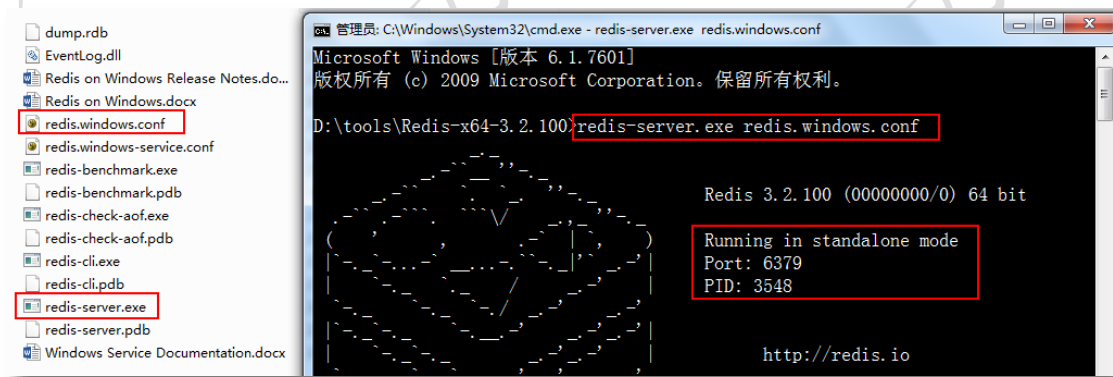 dump.rdb
EventLog.dll
Redis on Windows Release Notes.do...
Redis on Windows.docx
redis.windows.conf
redis.windows-service.conf
redis-benchmark.exe
redis-benchmark.pdb
redis-check-aof.exe
redis-check-aof.pdb
redis-cli.exe
redis-cli.pdb
redis-server.exe
redis-server.pdb
Windows Service Documentation.docx
管理员: C:\Windows\System32\cmd.exe - redis-server.exe redis.windows.conf
Microsoft Windows [版本 6.1.7601]
版权所有 (c) 2009 Microsoft Corporation。保留所有权利。
D:\tools\Redis-x64-3.2.100>redis-server.exe redis.windows.conf
Redis 3.2.100 (00000000/0) 64 bit
Running in standalone mode
Port: 6379
PID: 3548
http://redis.io